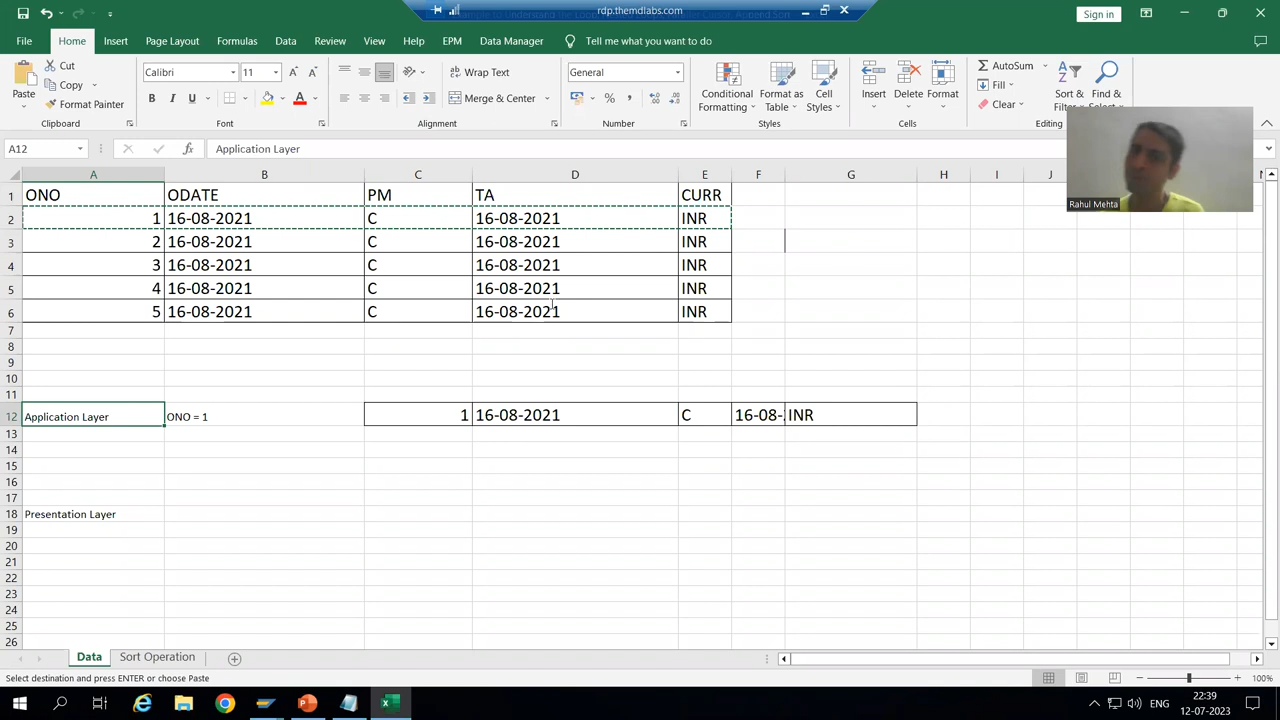 rdp.themdlabs.com
Sign in
File Home Insert Page Layout Formulas Data Review View Help EPM Data Manager Tell me what you want to do
Paste
Cut
Copy
Format Painter
Clipboard
Calibri 11
B I U
Font
Wrap Text
Merge & Center
Alignment
General
Number
Conditional Formatting
Format as Table
Cell Styles
Styles
Insert
Delete
Format
Cells
AutoSum
Fill
Clear
Sort & Filter
Find & Select
Editing
A12 Application Layer
Rahul Mehta
A B C D E F G H I J K L M
1 ONO ODATE PM TA CURR
2 1 16-08-2021 C 16-08-2021 INR
3 2 16-08-2021 C 16-08-2021 INR
4 3 16-08-2021 C 16-08-2021 INR
5 4 16-08-2021 C 16-08-2021 INR
6 5 16-08-2021 C 16-08-2021 INR
7
8
9
10
11
12 Application Layer ONO = 1 1 16-08-2021 C 16-08- INR
13
14
15
16
17
18 Presentation Layer
19
20
21
22
23
24
25
26
Data Sort Operation
Select destination and press ENTER or choose Paste
100%
ENG
22:39
12-07-2023